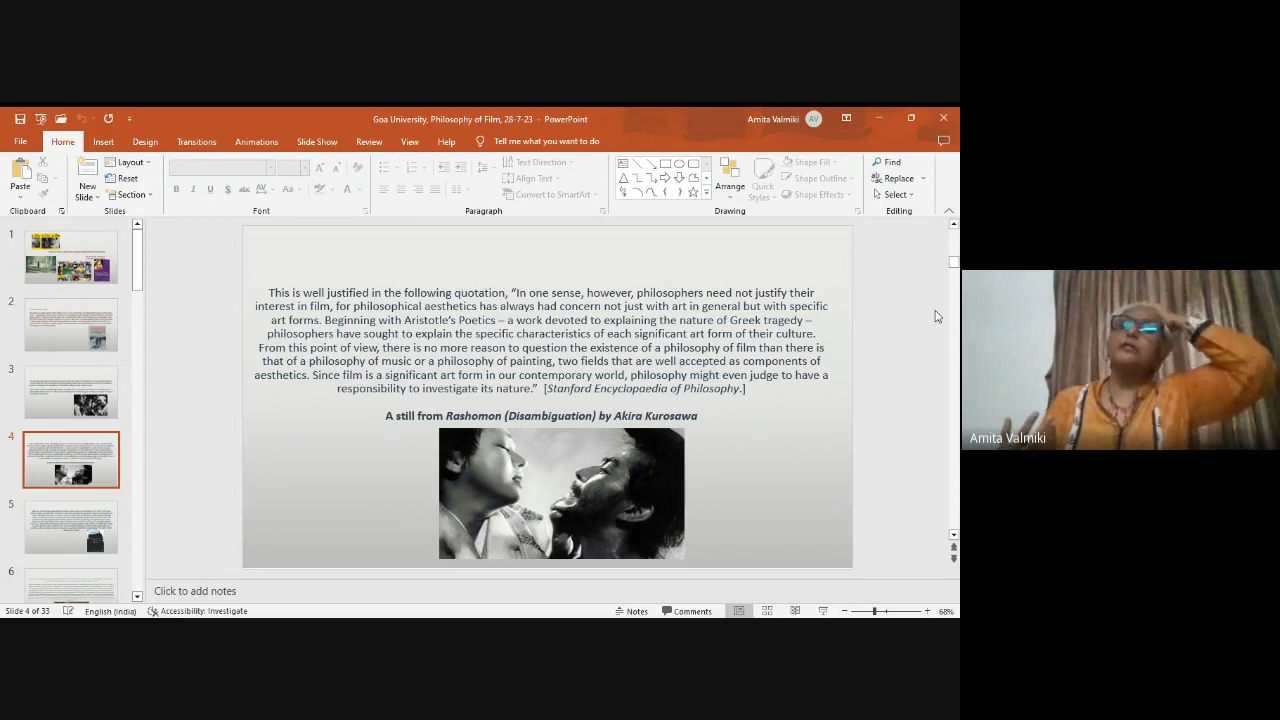 Goa University, Philosophy of Film, 28-7-23 – PowerPoint
Amita Valmiki
AV
File
Home
Insert
Design
Transitions
Animations
Slide Show
Review
View
Help
Tell me what you want to do
Paste
New
Slide
Layout
Reset
Section
B I U S abc AV Aa A
Text Direction
Align Text
Convert to SmartArt
Arrange
Quick
Styles
Shape Fill
Shape Outline
Shape Effects
Find
Replace
Select
Clipboard
Slides
Font
Paragraph
Drawing
Editing
1
2
3
4
5
6
This is well justified in the following quotation, “In one sense, however, philosophers need not justify their
interest in film, for philosophical aesthetics has always had concern not just with art in general but with specific
art forms. Beginning with Aristotle’s Poetics – a work devoted to explaining the nature of Greek tragedy –
philosophers have sought to explain the specific characteristics of each significant art form of their culture.
From this point of view, there is no more reason to question the existence of a philosophy of film than there is
that of a philosophy of music or a philosophy of painting, two fields that are well accepted as components of
aesthetics. Since film is a significant art form in our contemporary world, philosophy might even judge to have a
responsibility to investigate its nature.” [Stanford Encyclopaedia of Philosophy.]
A still from Rashomon (Disambiguation) by Akira Kurosawa
Click to add notes
Slide 4 of 33
English (India)
Accessibility: Investigate
Notes
Comments
68%
Amita Valmiki